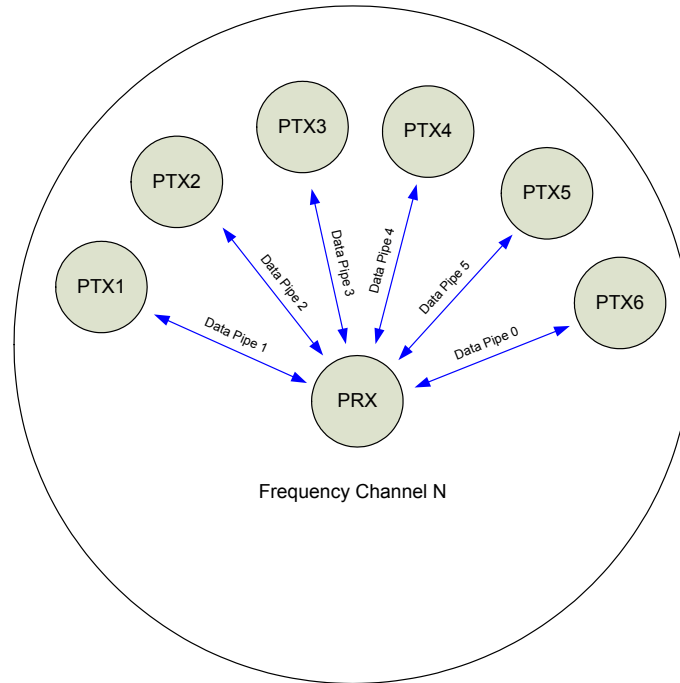 PTX3
PTX4
PTX2
PTX5
PTX1
PTX6
Data Pipe 1
Data Pipe 2
Data Pipe 3
Data Pipe 4
Data Pipe 5
Data Pipe 0
PRX
Frequency Channel N